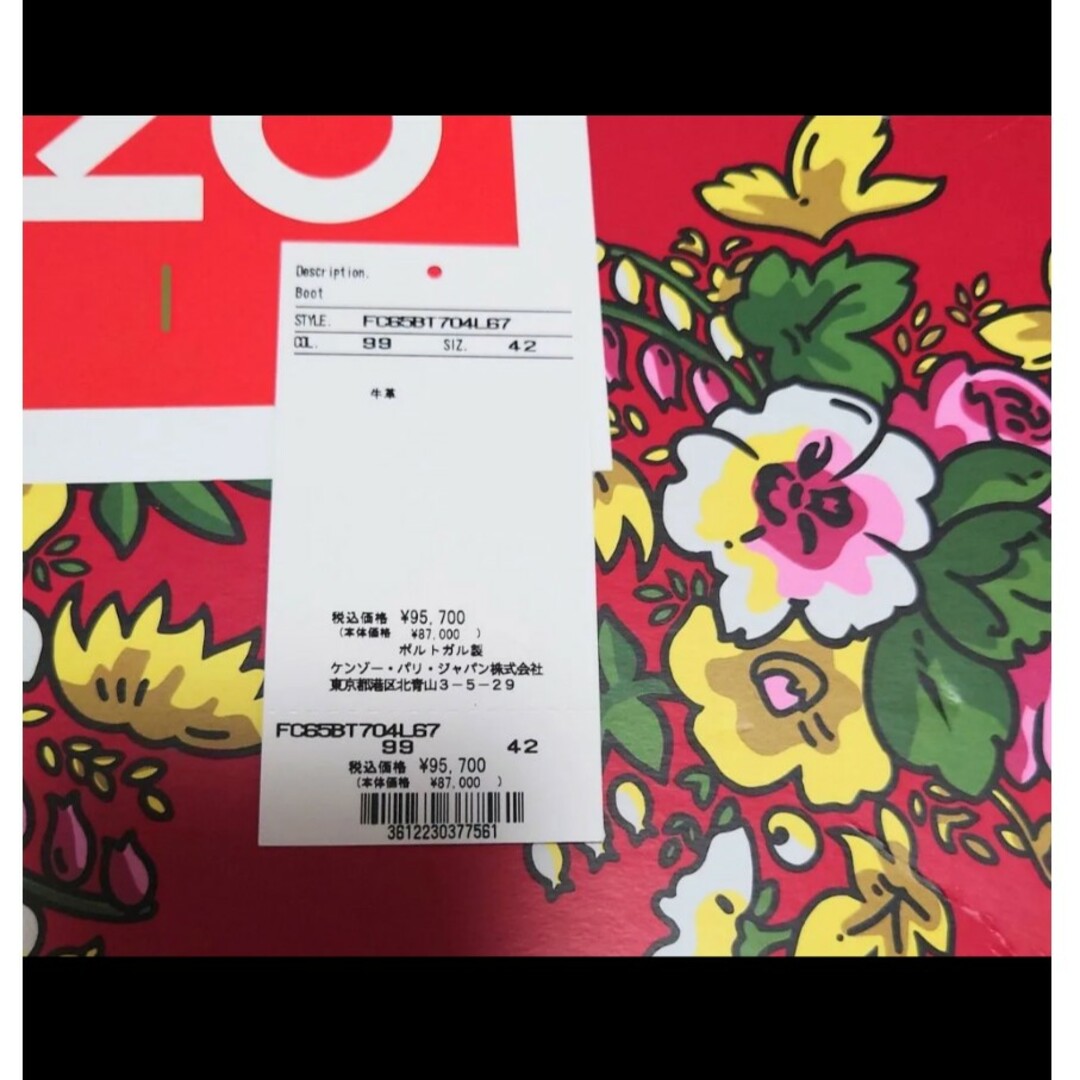 ZO
Description.
Boot
STYLE. FC65BT704L67
COL. 99 SIZ. 42
牛革
税込価格 ¥95,700
(本体価格 ¥87,000 )
ポルトガル製
ケンゾー・パリ・ジャパン株式会社
東京都港区北青山3-5-29
FC65BT704L67
99 42
税込価格 ¥95,700
(本体価格 ¥87,000 )
3612230377561